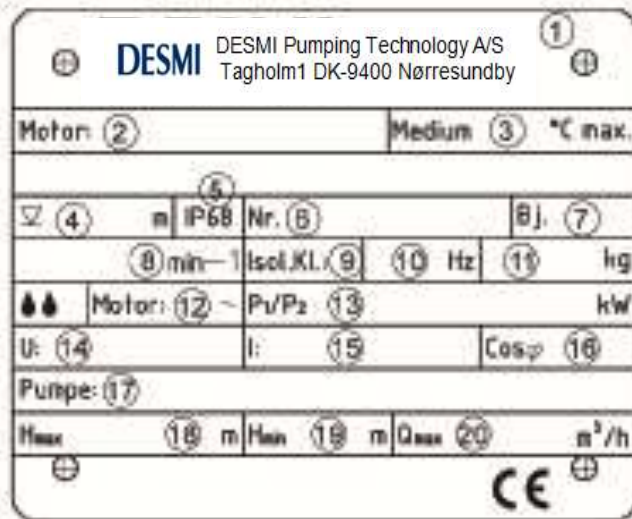 ①
DESMI DESMI Pumping Technology A/S
Tagholm1 DK-9400 Nørresundby
Motor: ② Medium ③ °C max.
⑤
④ m IP68 Nr. ⑥ Bj. ⑦
⑧ min-1 Isol.Kl. ⑨ ⑩ Hz ⑪ kg
Motor: ⑫ ~ P1/P2 ⑬ kW
U: ⑭ I: ⑮ Cosφ ⑯
Pumpe: ⑰
Hmax ⑱ m Hmin ⑲ m Qmax ⑳ m³/h
CE